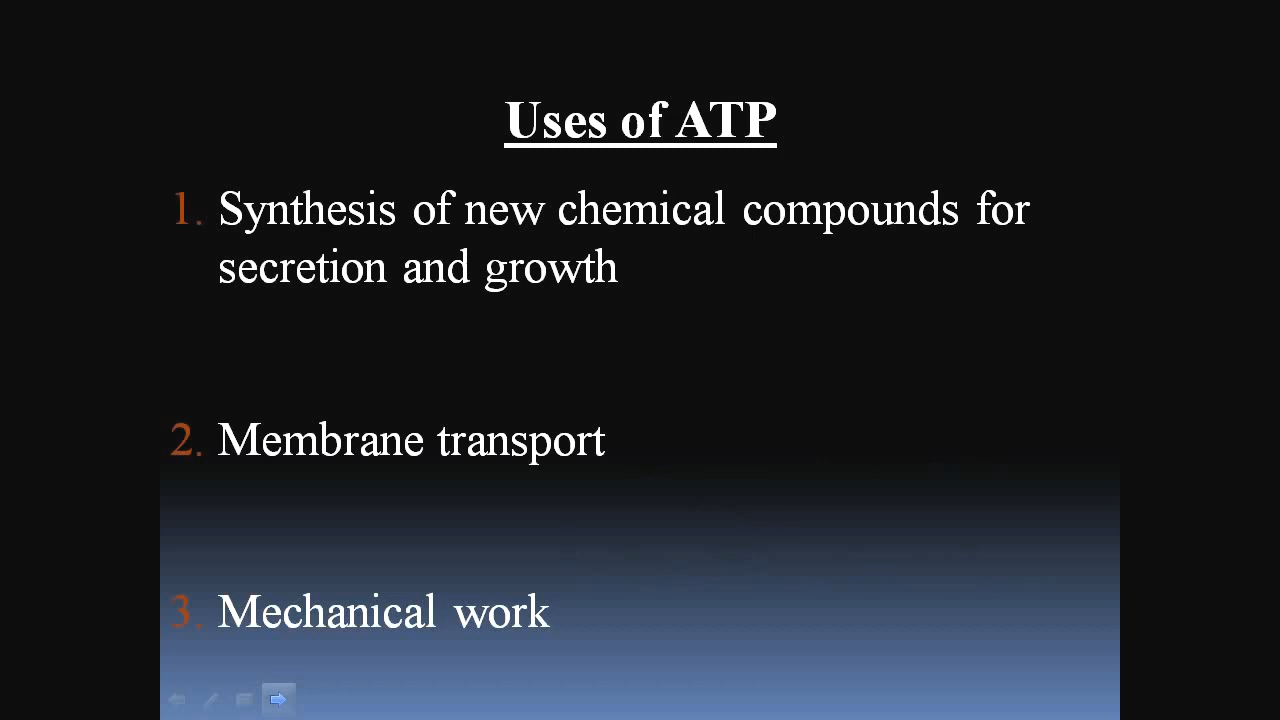 Uses of ATP
1. Synthesis of new chemical compounds for
secretion and growth
2. Membrane transport
3. Mechanical work